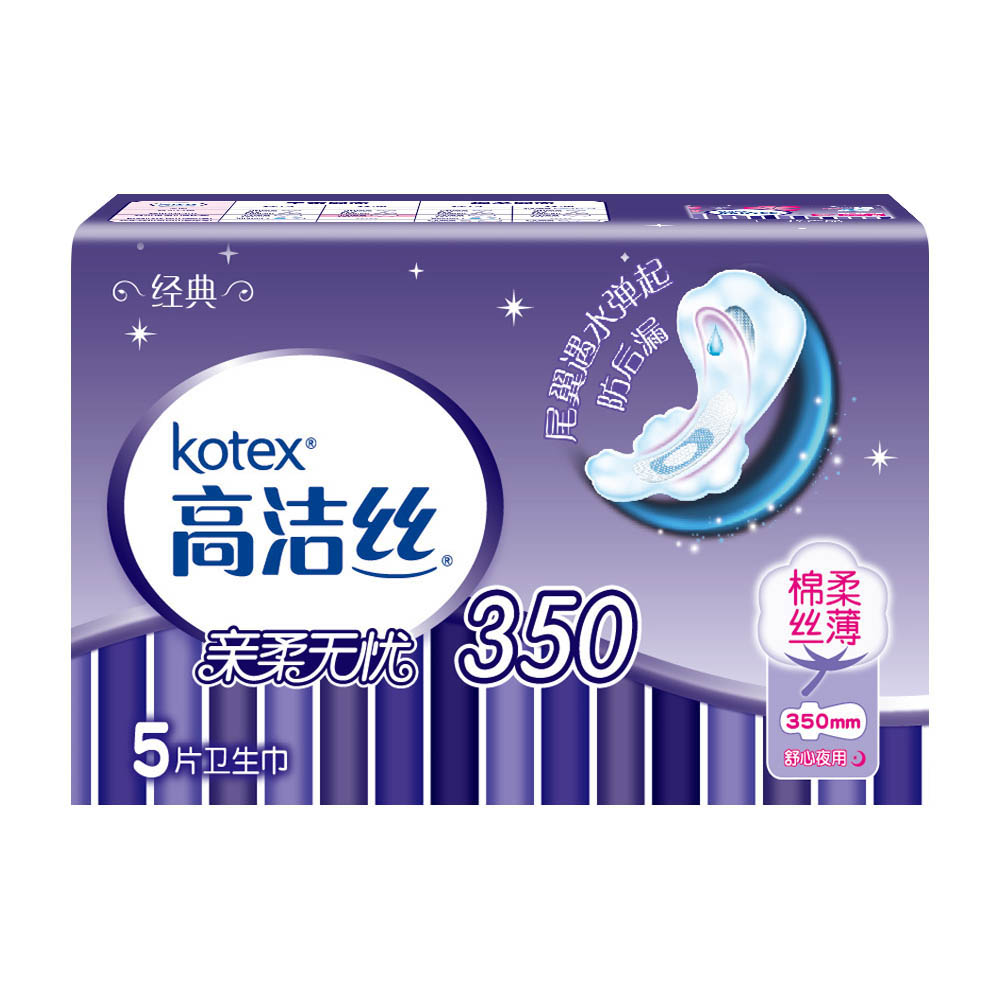 经典
尾翼遇水弹起
防后漏
kotex®
高洁丝®
亲柔无忧 350
棉柔
丝薄
350mm
舒心夜用
5片卫生巾